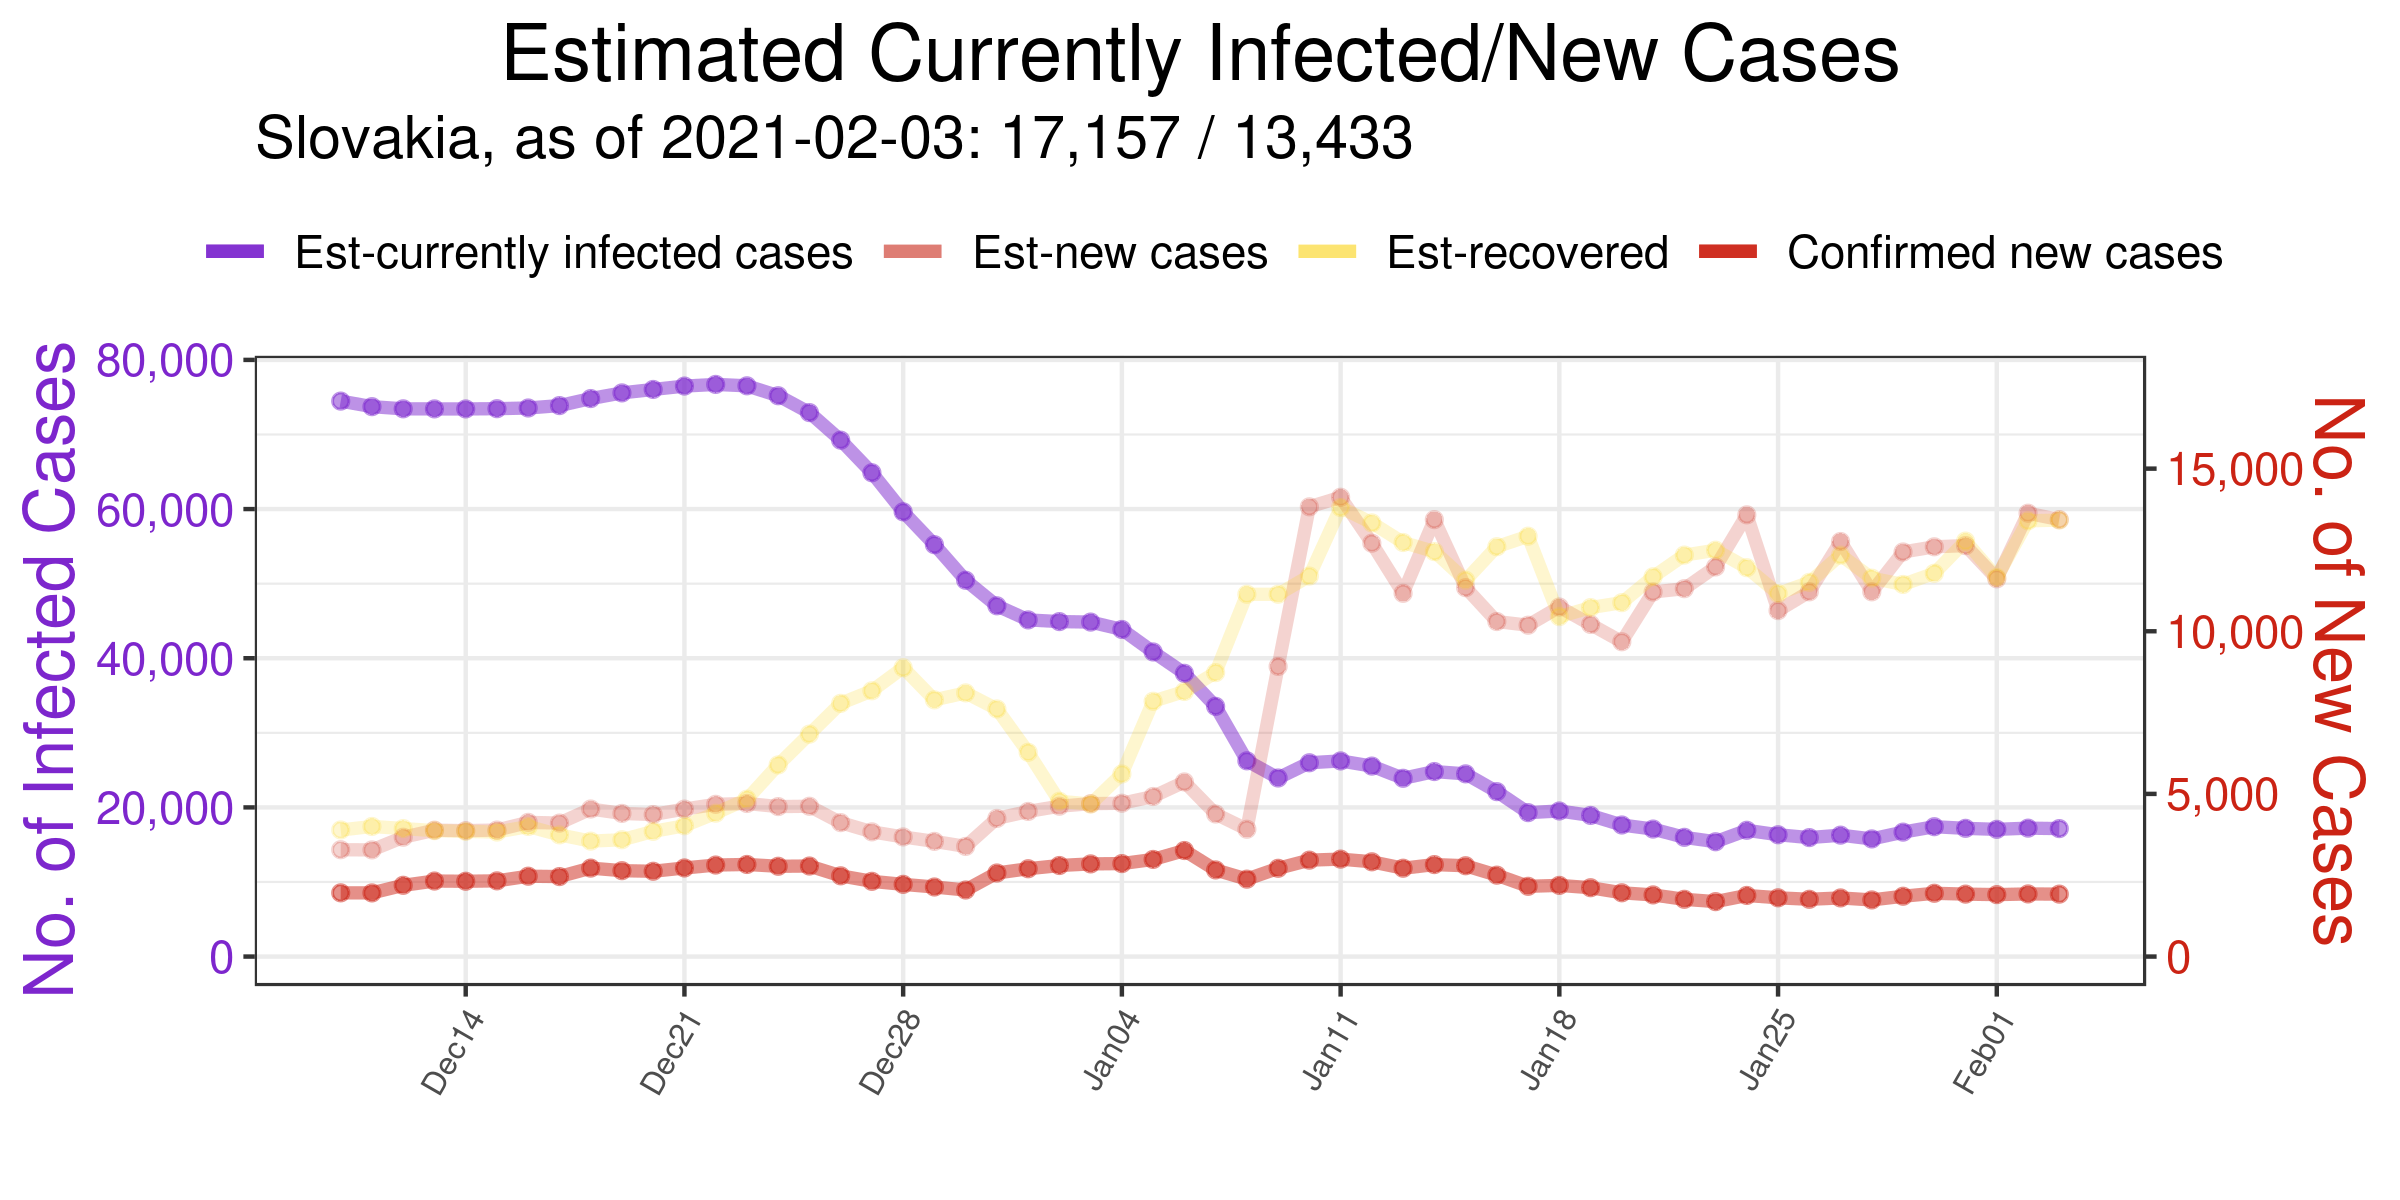 Estimated Currently Infected/New Cases
Slovakia, as of 2021-02-03: 17,157 / 13,433
Est-currently infected cases Est-new cases Est-recovered Confirmed new cases
No. of Infected Cases
80,000
60,000
40,000
20,000
0
15,000
10,000
5,000
0
No. of New Cases
Dec14 Dec21 Dec28 Jan04 Jan11 Jan18 Jan25 Feb01